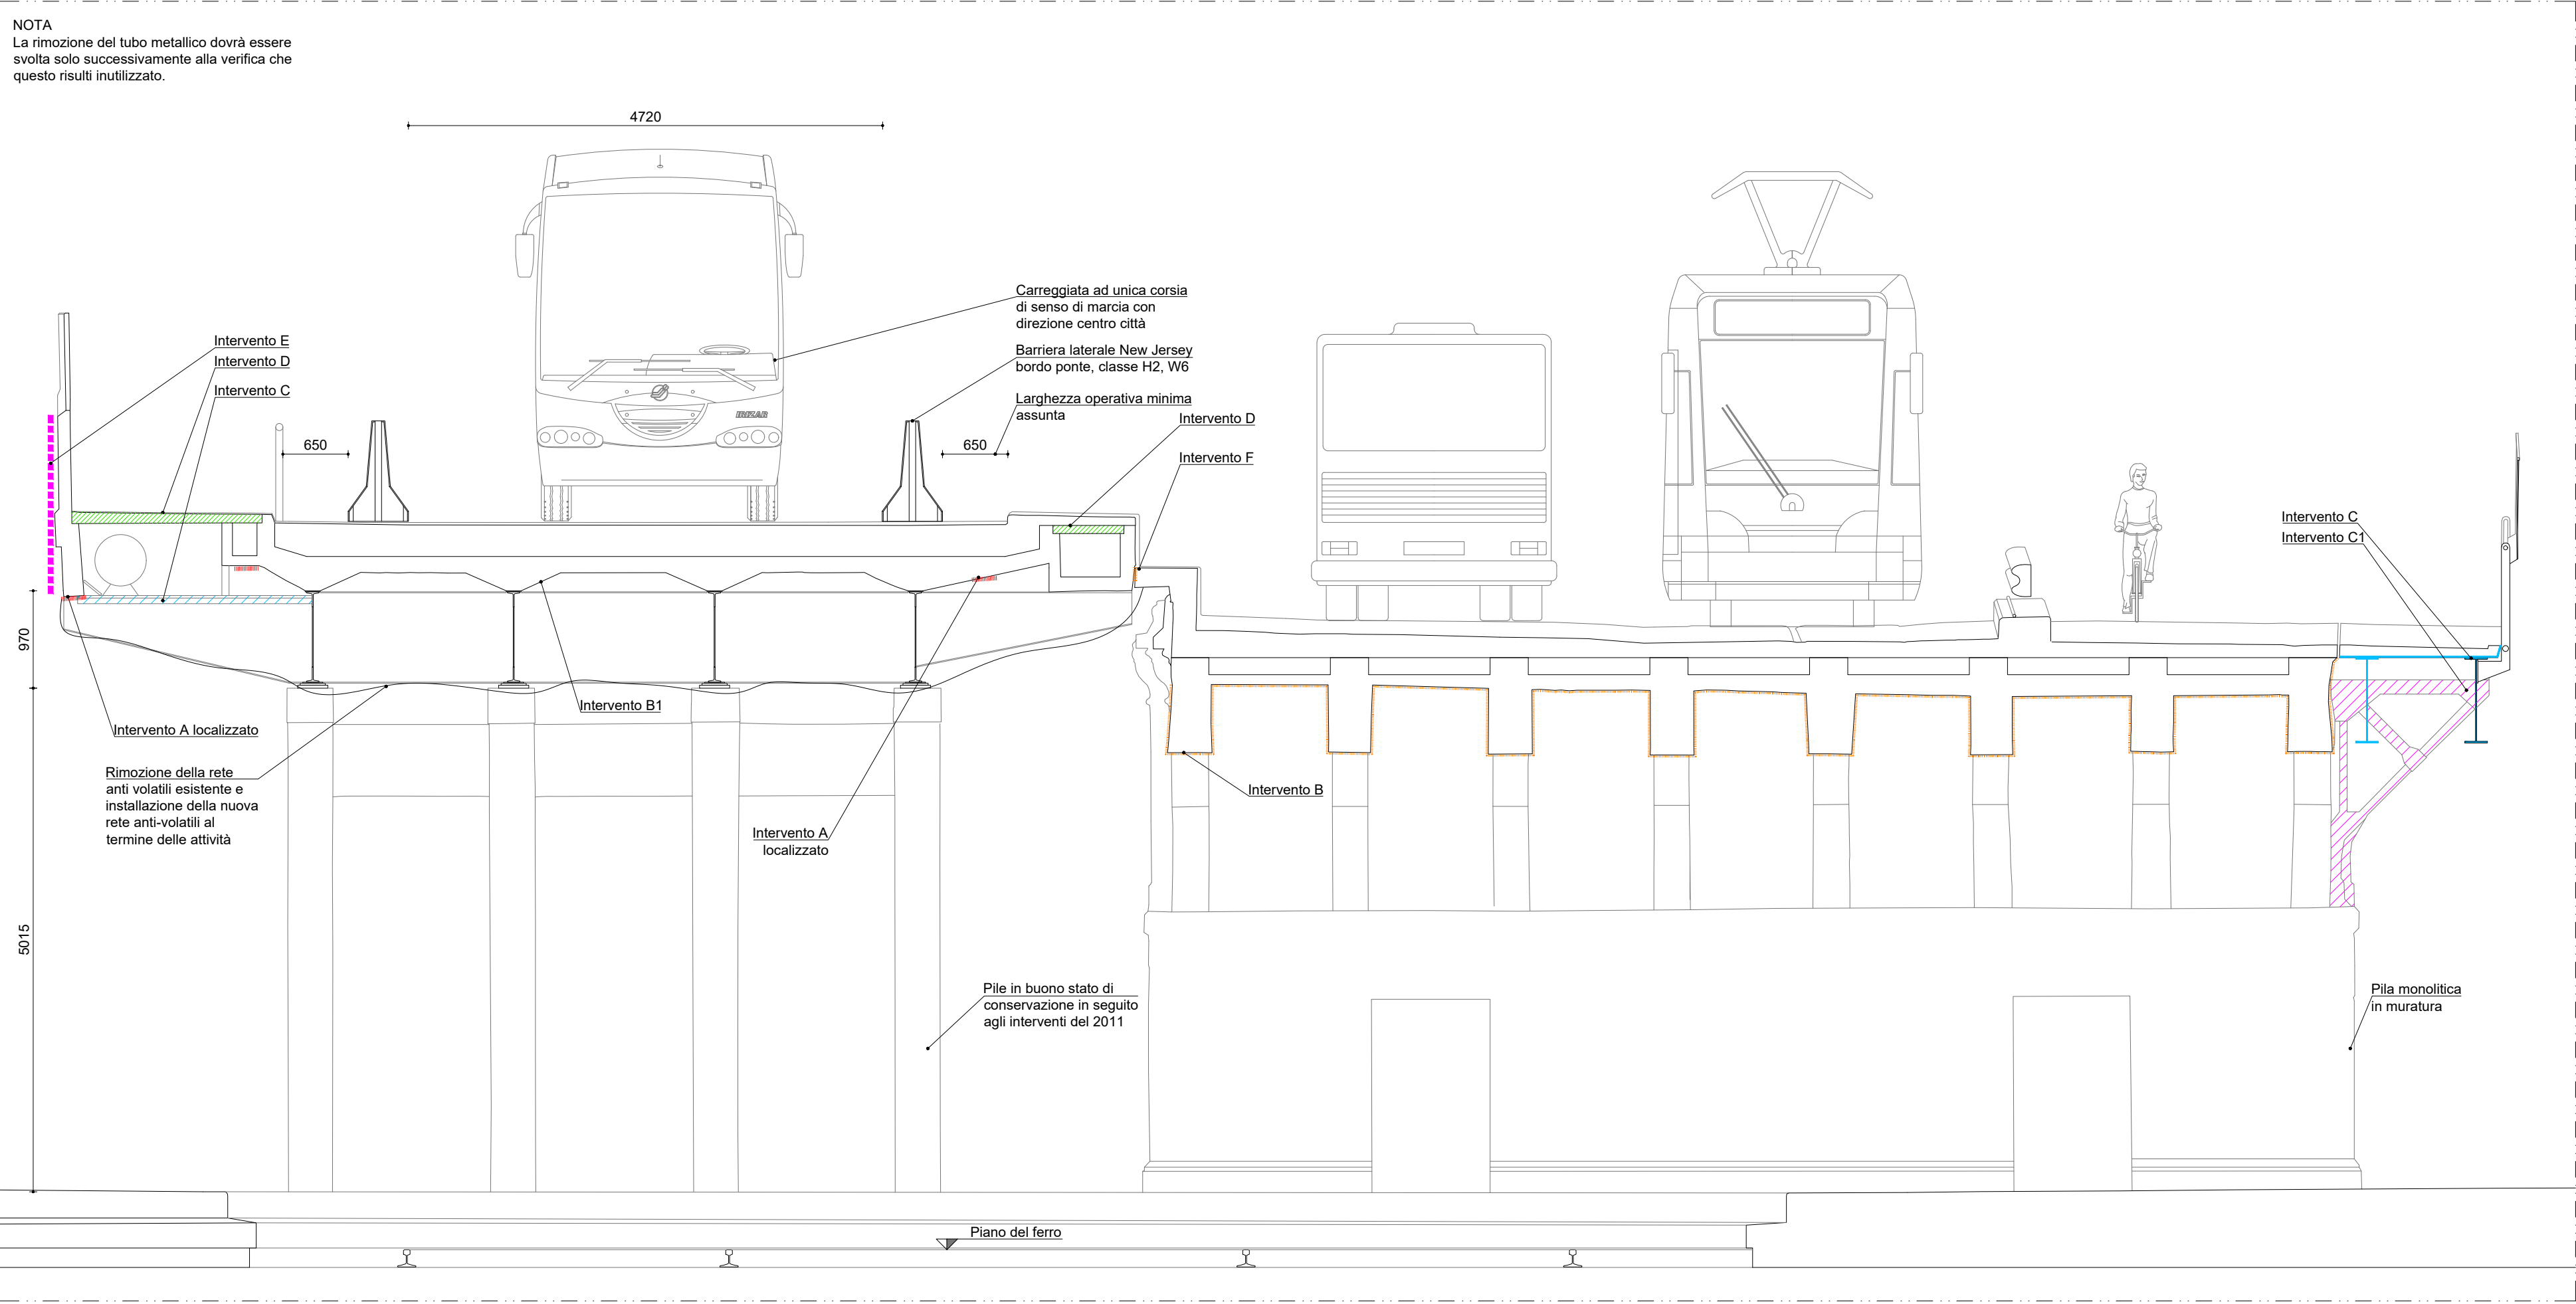 NOTA
La rimozione del tubo metallico dovrà essere
svolta solo successivamente alla verifica che
questo risulti inutilizzato.
4720
Carreggiata ad unica corsia
di senso di marcia con
direzione centro città
Barriera laterale New Jersey
bordo ponte, classe H2, W6
Larghezza operativa minima
assunta
Intervento E
Intervento D
Intervento C
650
650
IRIZAR
Intervento D
Intervento F
Intervento C
Intervento C1
970
5015
Intervento A localizzato
Intervento B1
Rimozione della rete
anti volatili esistente e
installazione della nuova
rete anti-volatili al
termine delle attività
Intervento A
localizzato
Intervento B
Pile in buono stato di
conservazione in seguito
agli interventi del 2011
Pila monolitica
in muratura
Piano del ferro